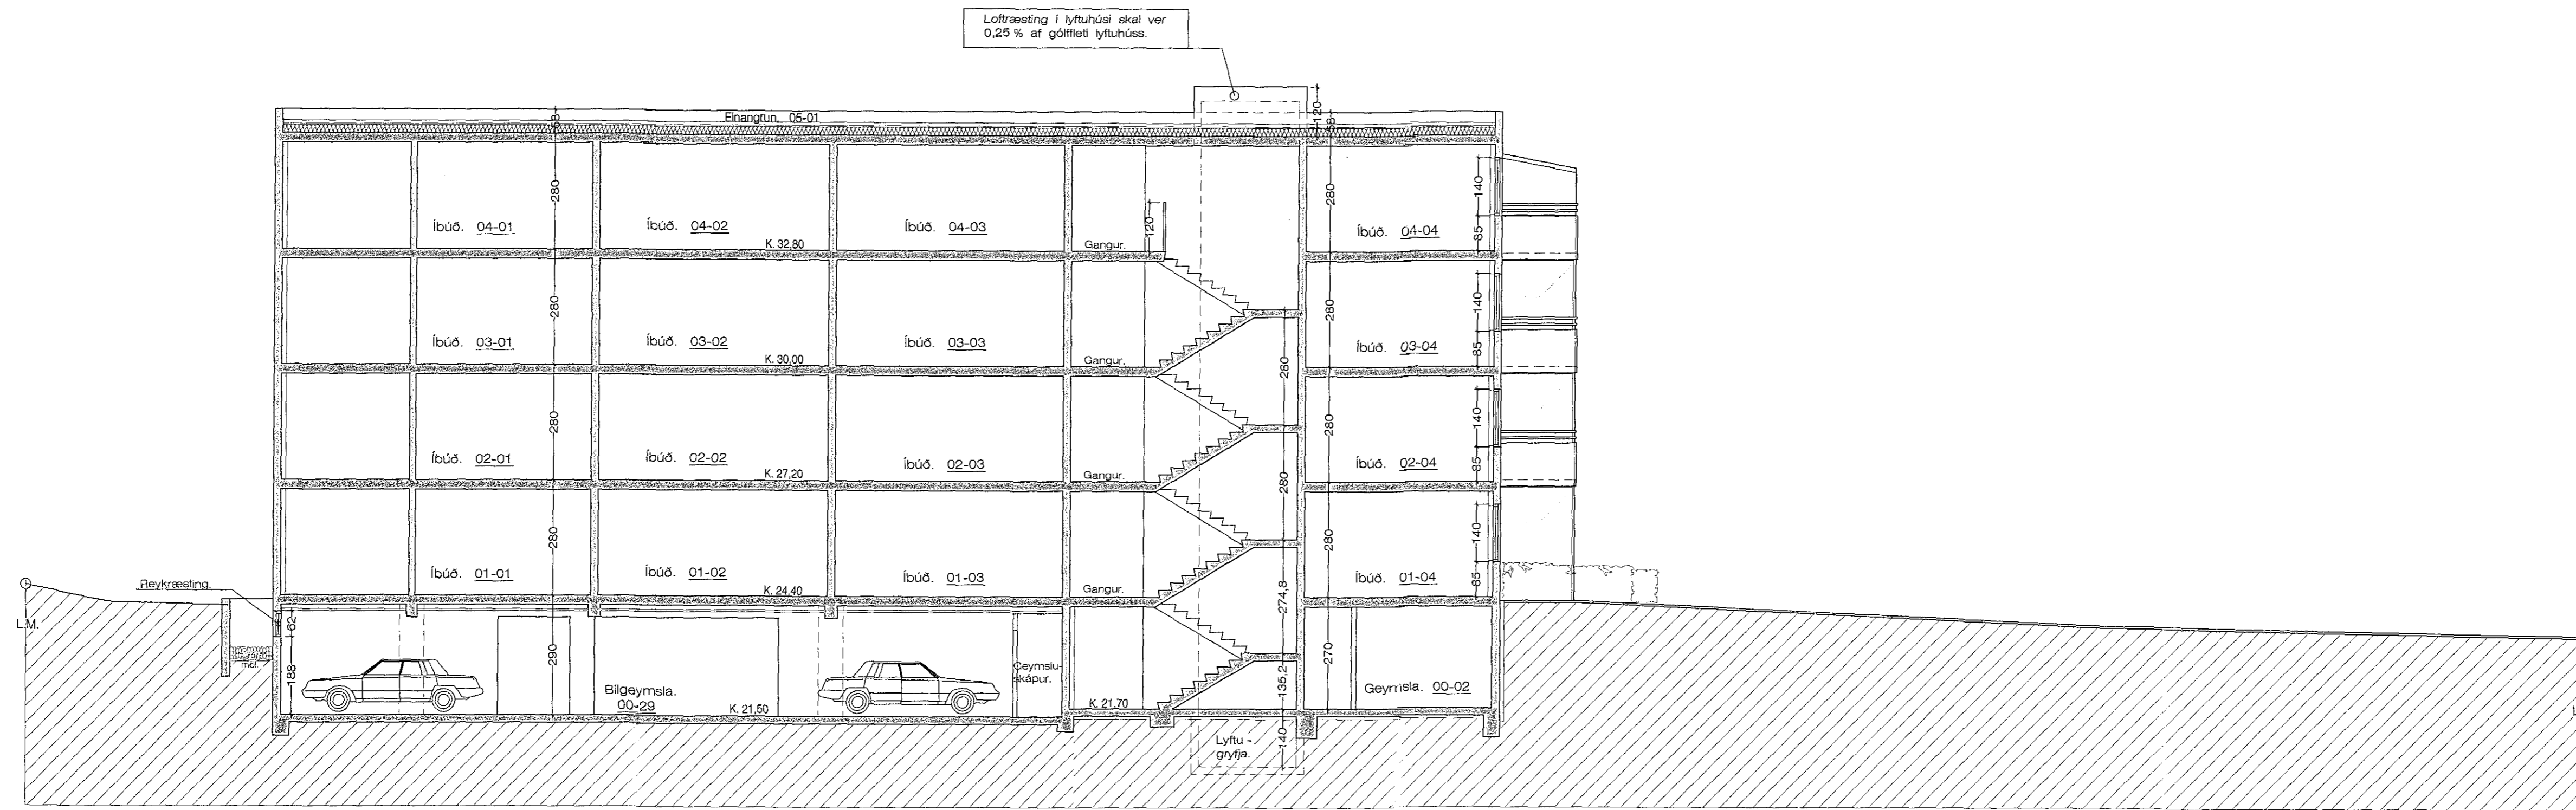 Loftræsting í lyftuhúsi skal ver
0,25 % af gólffleti lyftuhúss.
120
58
Einangrun. 05-01
58
280
280
140
Íbúð. 04-01
Íbúð. 04-02
Íbúð. 04-03
120
Íbúð. 04-04
85
K. 32,80
Gangur.
280
280
140
Íbúð. 03-01
Íbúð. 03-02
Íbúð. 03-03
280
Íbúð. 03-04
85
K. 30,00
Gangur.
280
280
140
Íbúð. 02-01
Íbúð. 02-02
Íbúð. 02-03
280
Íbúð. 02-04
85
K. 27,20
Gangur.
280
280
140
Íbúð. 01-01
Íbúð. 01-02
Íbúð. 01-03
274,8
Íbúð. 01-04
85
Reykræsting.
K. 24,40
Gangur.
L.M.
62
möl.
188
290
Geymslu-
skápur.
270
135,2
Bílgeymsla.
00-29
K. 21,50
K. 21,70
Geymsla. 00-02
Lyftu -
gryfja.
140
L